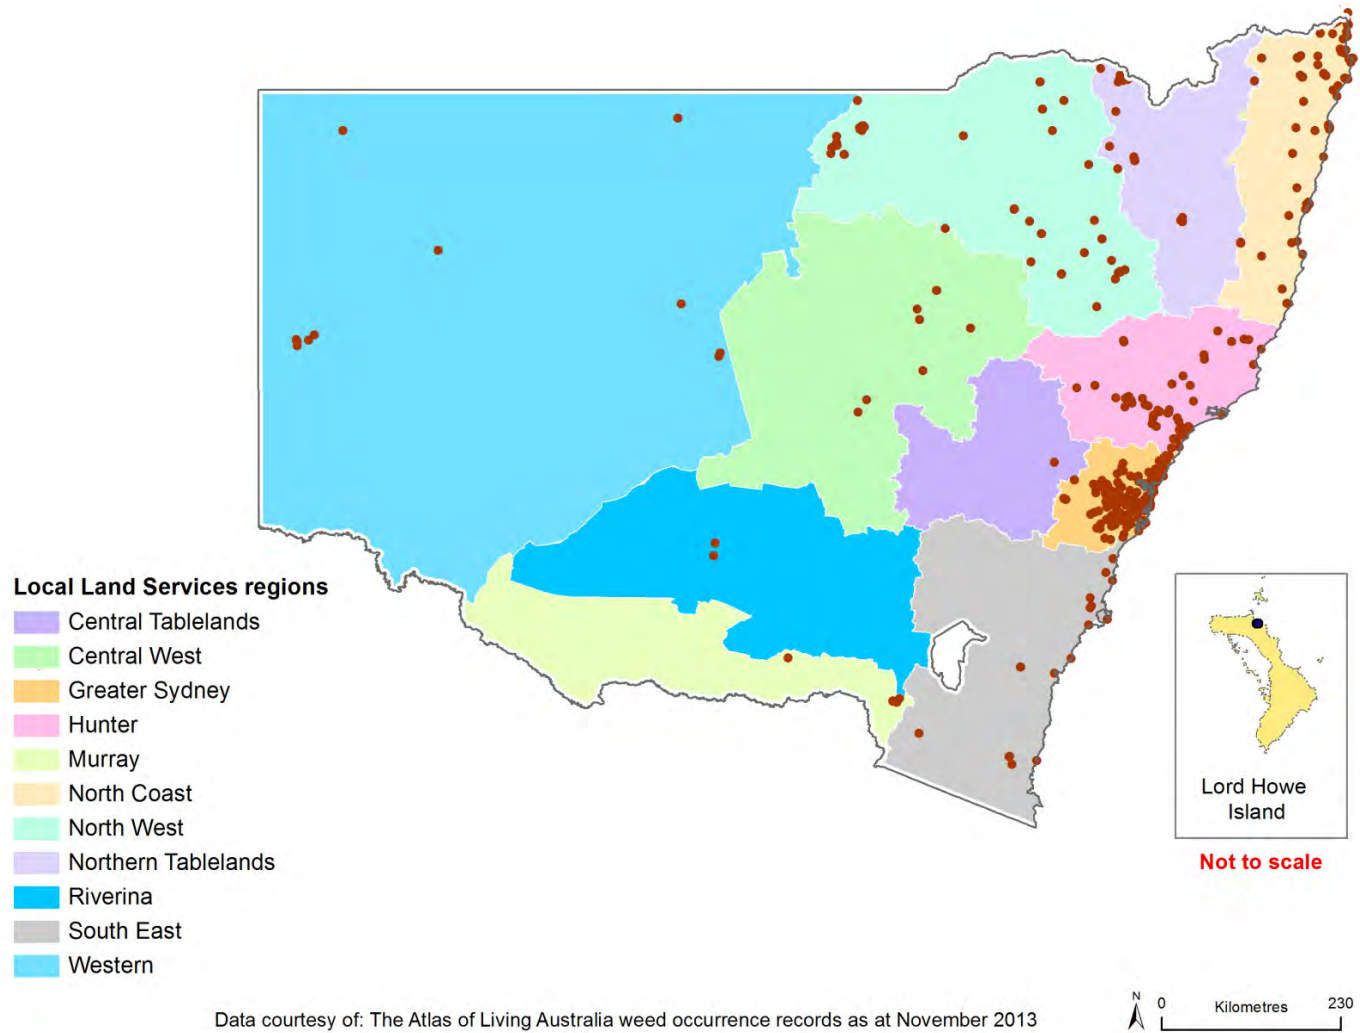 Local Land Services regions
Central Tablelands
Central West
Greater Sydney
Hunter
Murray
North Coast
North West
Northern Tablelands
Riverina
South East
Western
Lord Howe
Island
Not to scale
N
0 Kilometres 230
Data courtesy of: The Atlas of Living Australia weed occurrence records as at November 2013